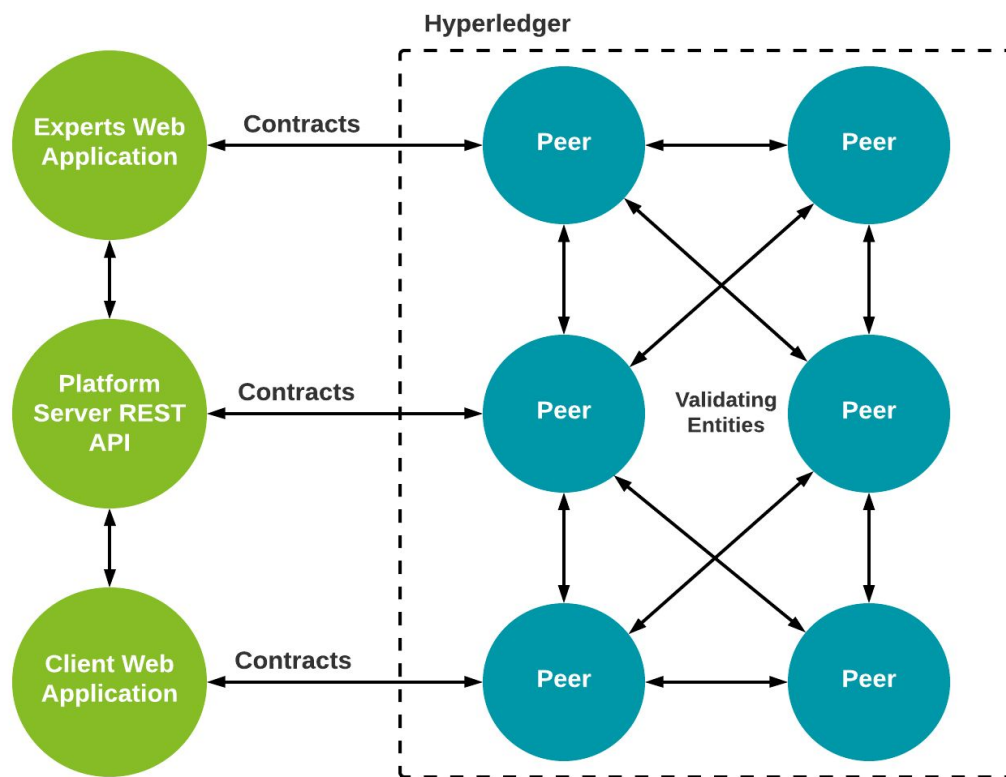 Hyperledger
Experts Web
Application
Contracts
Peer
Peer
Platform
Server REST
API
Contracts
Peer
Validating
Entities
Peer
Client Web
Application
Contracts
Peer
Peer